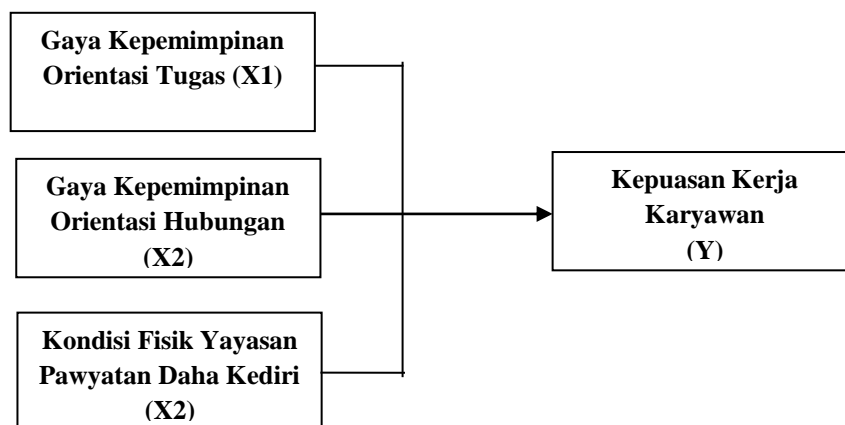 Gaya Kepemimpinan
Orientasi Tugas (X1)
Gaya Kepemimpinan
Orientasi Hubungan
(X2)
Kondisi Fisik Yayasan
Pawyatan Daha Kediri
(X2)
Kepuasan Kerja
Karyawan
(Y)